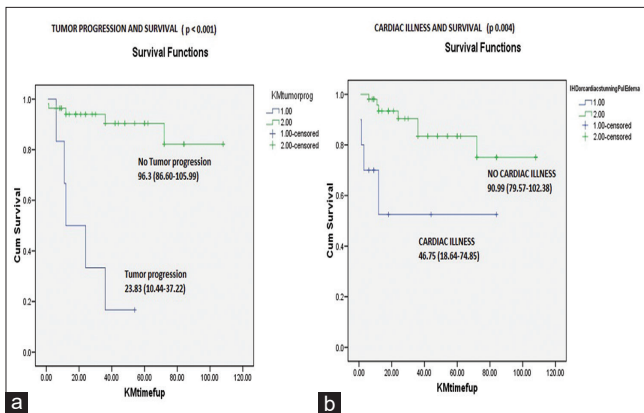 TUMOR PROGRESSION AND SURVIVAL ( p < 0.001)
Survival Functions
KMtumorprog
1.00
2.00
1.00-censored
2.00-censored
No Tumor progression
96.3 (86.60-105.99)
Tumor progression
23.83 (10.44-37.22)
Cum Survival
1.0
0.8
0.6
0.4
0.2
0.0
0.00 20.00 40.00 60.00 80.00 100.00 120.00
KMtimefup
a
CARDIAC ILLNESS AND SURVIVAL ( p 0.004)
Survival Functions
IHDorcardiacstunningPulEdema
1.00
2.00
1.00-censored
2.00-censored
NO CARDIAC ILLNESS
90.99 (79.57-102.38)
CARDIAC ILLNESS
46.75 (18.64-74.85)
Cum Survival
1.0
0.8
0.6
0.4
0.2
0.0
0.00 20.00 40.00 60.00 80.00 100.00 120.00
KMtimefup
b